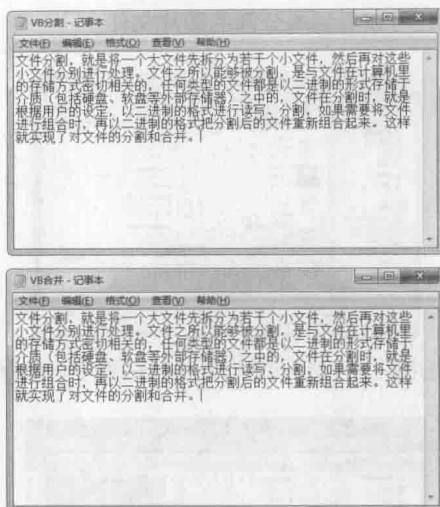 VB分割 - 记事本
文件(F) 编辑(E) 格式(O) 查看(V) 帮助(H)
文件分割，就是将一个大文件先拆分为若干个小文件，然后再对这些
小文件分别进行处理。文件之所以能够被分割，是与文件在计算机里
的存储方式密切相关的，任何类型的文件都是以二进制的形式存储于
介质（包括硬盘、软盘等外部存储器）之中的，文件在分割时，就是
根据用户的设定，以二进制的格式进行读写、分割，如果需要将文件
进行组合时，再以二进制的格式把分割后的文件重新组合起来。这样
就实现了对文件的分割和合并。
VB合并 - 记事本
文件(F) 编辑(E) 格式(O) 查看(V) 帮助(H)
文件分割，就是将一个大文件先拆分为若干个小文件，然后再对这些
小文件分别进行处理。文件之所以能够被分割，是与文件在计算机里
的存储方式密切相关的，任何类型的文件都是以二进制的形式存储于
介质（包括硬盘、软盘等外部存储器）之中的，文件在分割时，就是
根据用户的设定，以二进制的格式进行读写、分割，如果需要将文件
进行组合时，再以二进制的格式把分割后的文件重新组合起来。这样
就实现了对文件的分割和合并。